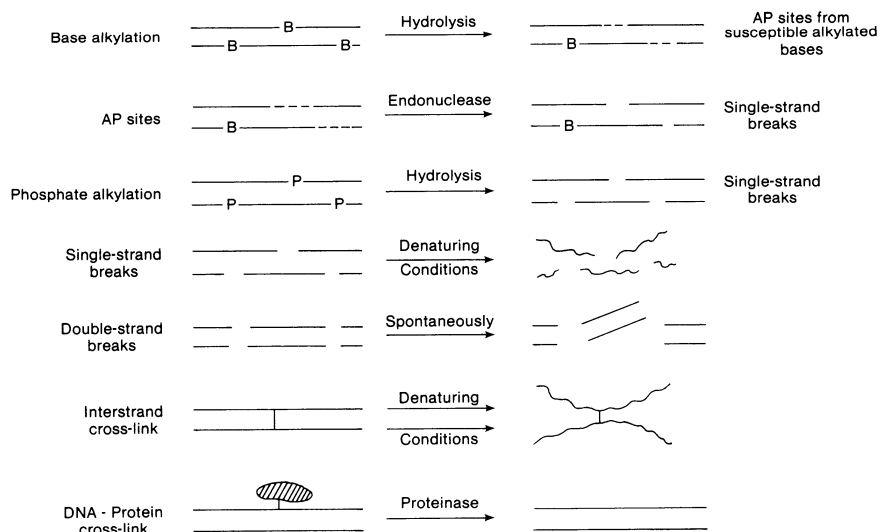 Base alkylation
B
B
B
Hydrolysis
B
AP sites from
susceptible alkylated
bases
AP sites
B
Endonuclease
B
Single-strand
breaks
Phosphate alkylation
P
P
P
Hydrolysis
Single-strand
breaks
Single-strand
breaks
Denaturing
Conditions
Double-strand
breaks
Spontaneously
Interstrand
cross-link
Denaturing
Conditions
DNA - Protein
cross-link
Proteinase